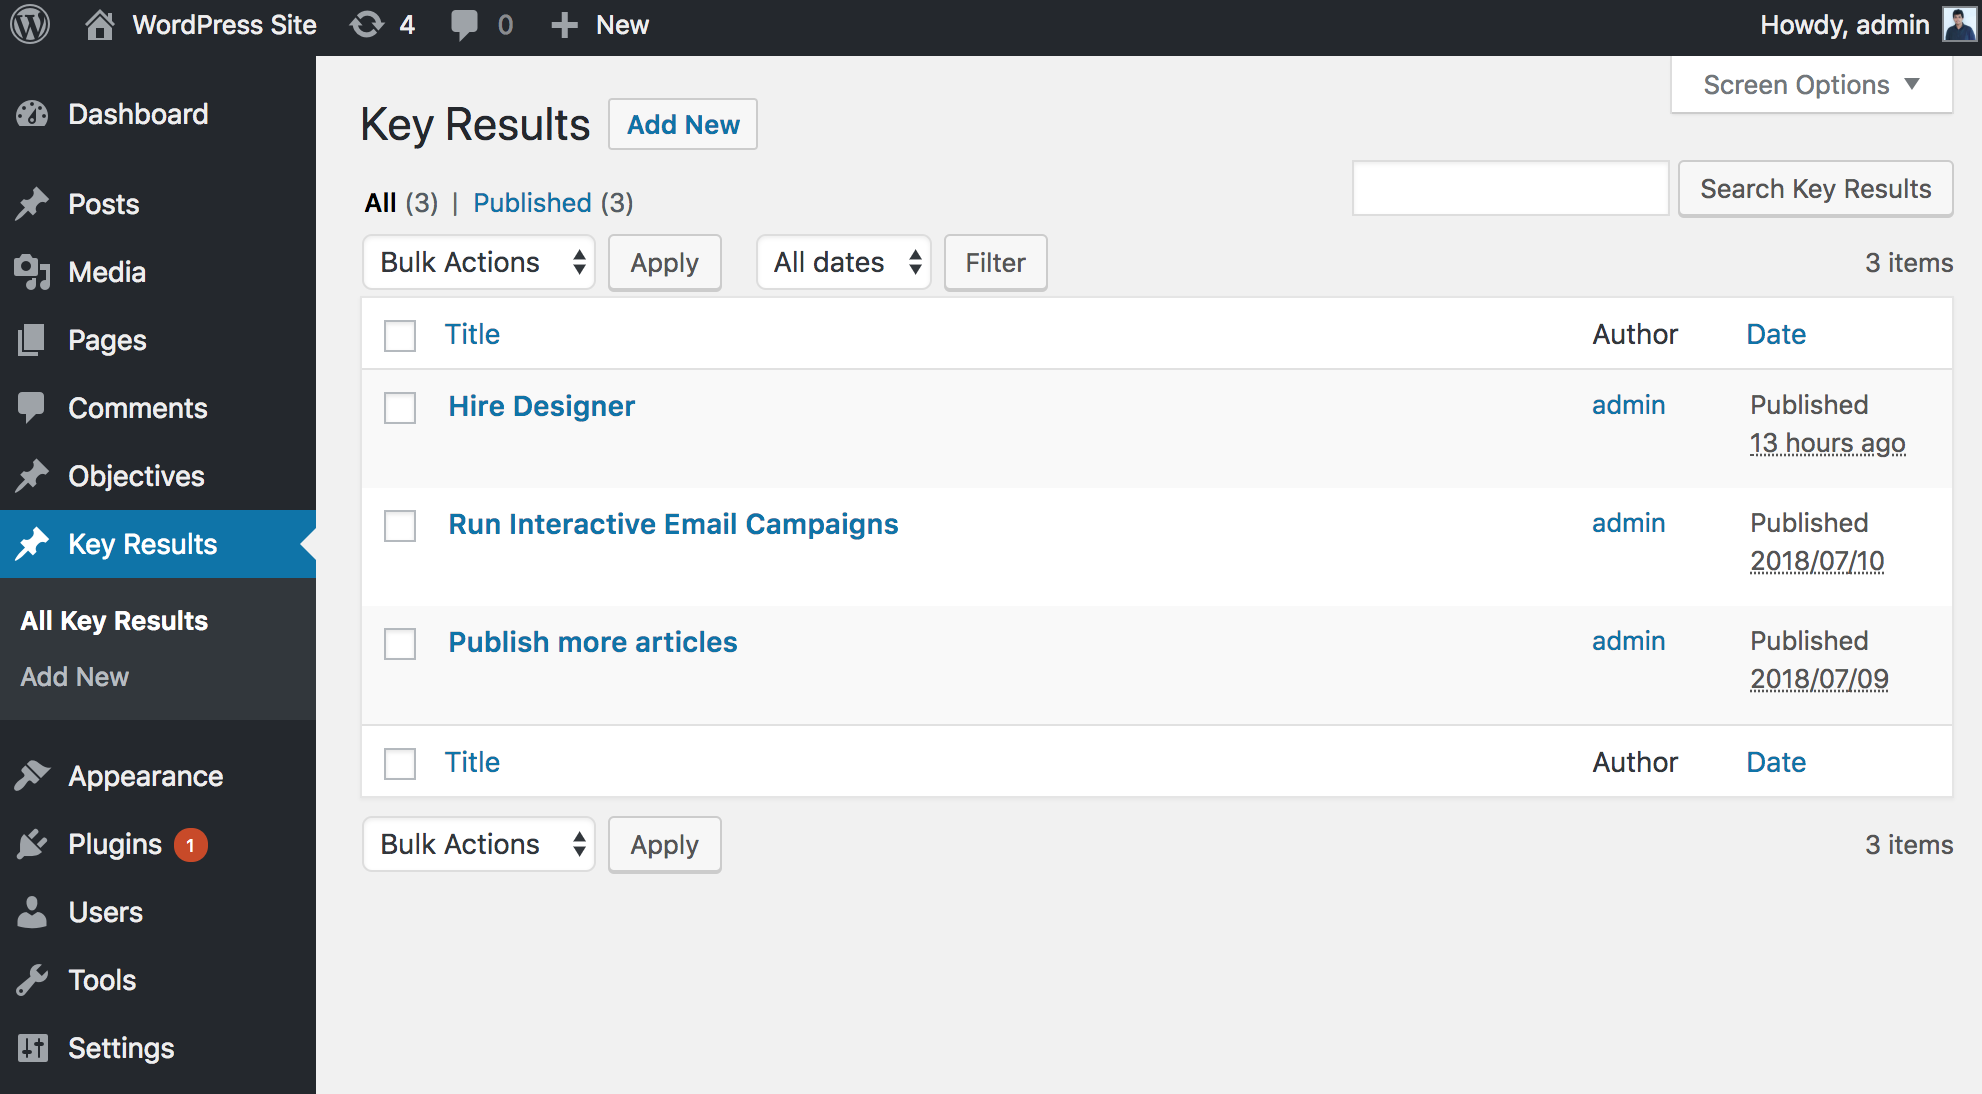 WordPress Site 4 0 New Howdy, admin
Dashboard
Posts
Media
Pages
Comments
Objectives
Key Results
All Key Results
Add New
Appearance
Plugins 1
Users
Tools
Settings
Screen Options
Key Results Add New
All (3) | Published (3)
Search Key Results
Bulk Actions Apply All dates Filter 3 items
Title Author Date
Hire Designer admin Published
13 hours ago
Run Interactive Email Campaigns admin Published
2018/07/10
Publish more articles admin Published
2018/07/09
Title Author Date
Bulk Actions Apply 3 items